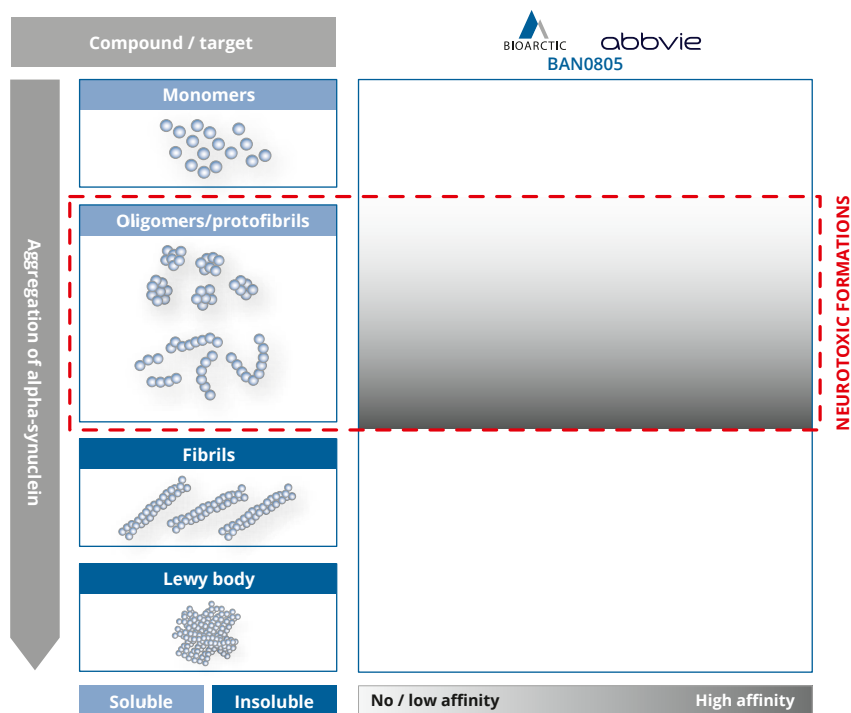 Compound / target
BIOARCTIC
abbvie
BAN0805
Aggregation of alpha-synuclein
Monomers
Oligomers/protofibrils
NEUROTOXIC FORMATIONS
Fibrils
Lewy body
Soluble
Insoluble
No / low affinity
High affinity